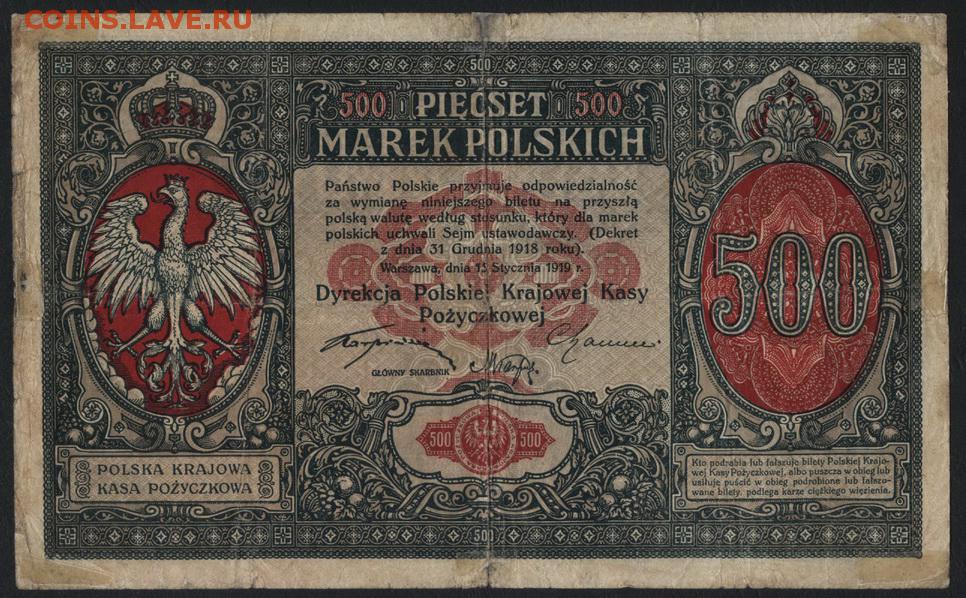 COINS.LAVE.RU
500
500 PIĘĆSET 500
MAREK POLSKICH
Państwo Polskie przyjmuje odpowiedzialność
za wymianę niniejszego biletu na przyszłą
polską walutę według stosunku, który dla marek
polskich uchwali Sejm ustawodawczy. (Dekret
z dnia 31 Grudnia 1918 roku).
Warszawa, dnia 15 Stycznia 1919 r.
Dyrekcja Polskiej Krajowej Kasy
Pożyczkowej
500
GŁÓWNY SKARBNIK
500 500
POLSKA KRAJOWA
KASA POŻYCZKOWA
Kto podrabia lub fałszuje bilety Polskiej Krajo-
wej Kasy Pożyczkowej, albo puszcza w obieg lub
usiłuje puścić w obieg podrobione lub fałszo-
wane bilety, podlega karze ciężkiego więzienia.
500